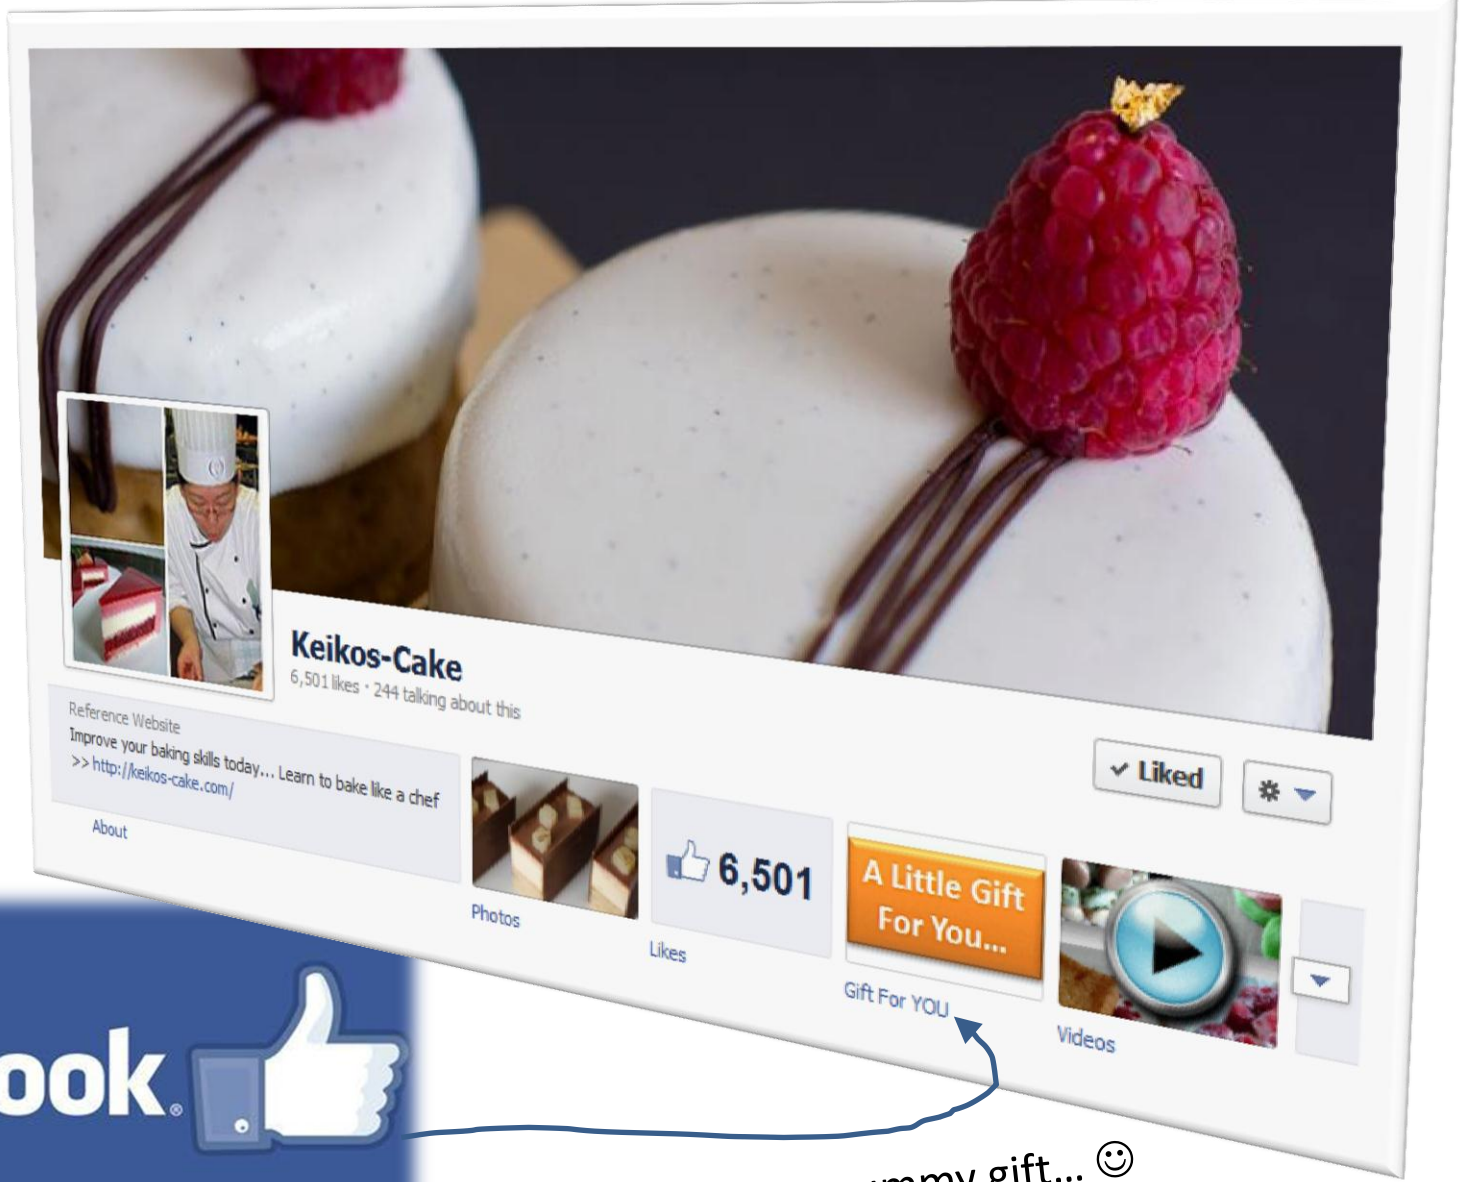 Keikos-Cake
6,501 likes · 244 talking about this
Reference Website
Improve your baking skills today... Learn to bake like a chef
>> http://keikos-cake.com/
About
Photos
6,501
Likes
A Little Gift
For You...
Gift For YOU
Videos
✓ Liked
ook®
gift... ☺